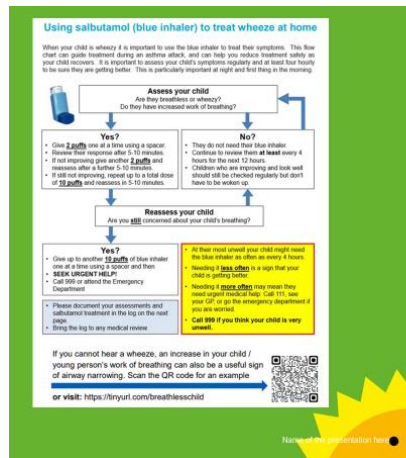 Using salbutamol (blue inhaler) to treat wheeze at home
When your child is wheezy it is important to use the blue inhaler to treat their symptoms. This flow
chart can guide treatment during an asthma attack, and can help you reduce treatment safely as
your child recovers. It is important to assess your child's symptoms regularly and at least four hourly
to be sure they are getting better. This is particularly important at night and first thing in the morning.
Assess your child
Are they breathless or wheezy?
Do they have increased work of breathing?
Yes?
• Give 2 puffs one at a time using a spacer.
• Review their response after 5-10 minutes.
• If not improving give another 2 puffs and
reassess after a further 5-10 minutes.
• If still not improving, repeat up to a total dose
of 10 puffs and reassess in 5-10 minutes.
No?
• They do not need their blue inhaler.
• Continue to review them at least every 4
hours for the next 12 hours.
• Children who are improving and look well
should still be checked regularly but don't
have to be woken up.
Reassess your child
Are you still concerned about your child's breathing?
Yes?
• Give up to another 10 puffs of blue inhaler
one at a time using a spacer and then
• SEEK URGENT HELP!
• Call 999 or attend the Emergency
Department
• Please document your assessments and
salbutamol treatment in the log on the next
page.
• Bring the log to any medical review.
• At their most unwell your child might need
the blue inhaler as often as every 4 hours.
• Needing it less often is a sign that your
child is getting better.
• Needing it more often may mean they
need urgent medical help. Call 111, see
your GP, or go the emergency department if
you are worried.
• Call 999 if you think your child is very
unwell.
If you cannot hear a wheeze, an increase in your child /
young person's work of breathing can also be a useful sign
of airway narrowing. Scan the QR code for an example
or visit: https://tinyurl.com/breathlesschild
Name of the presentation here